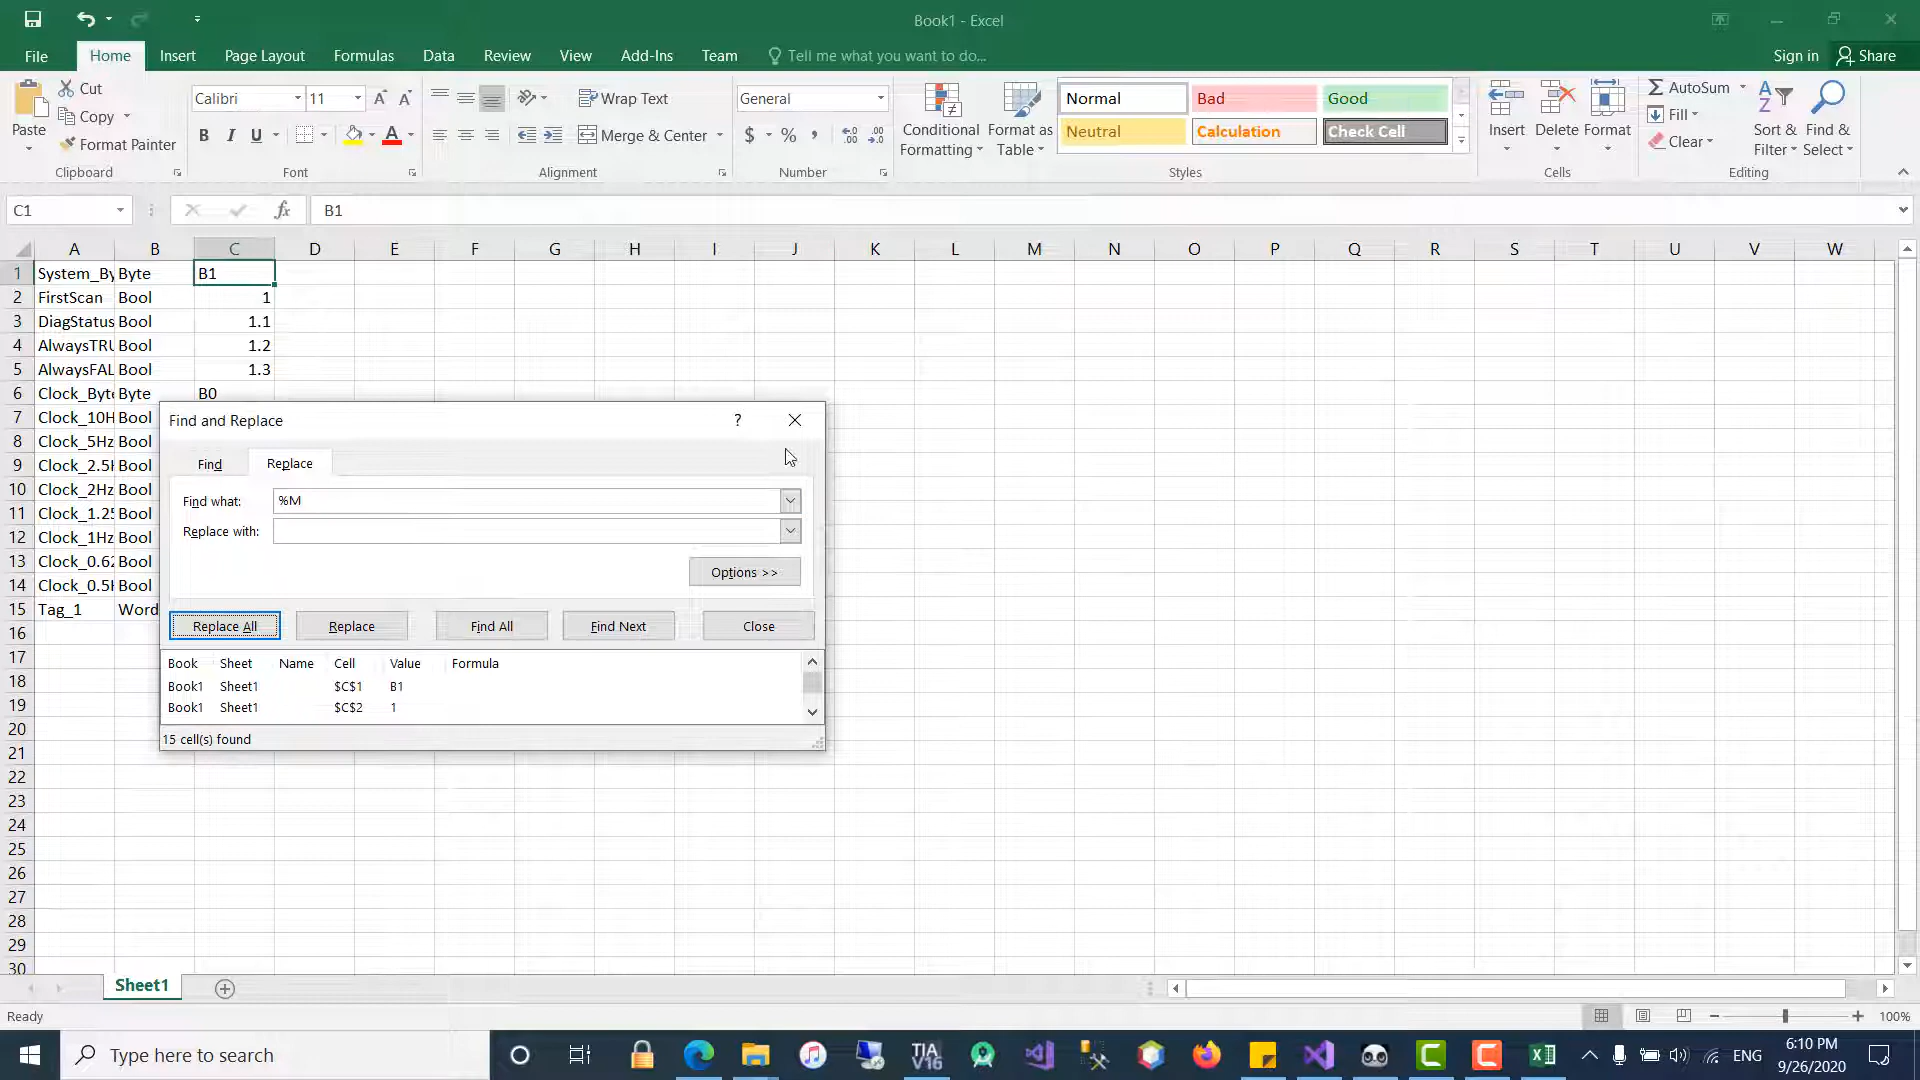 Book1 - Excel
File Home Insert Page Layout Formulas Data Review View Add-Ins Team Tell me what you want to do... Sign in Share
Paste
Cut
Copy
Format Painter
Clipboard
Calibri 11
B I U
Font
Wrap Text
Merge & Center
Alignment
General
$ % ,
Number
Conditional Formatting
Format as Table
Normal Bad Good
Neutral Calculation Check Cell
Styles
Insert Delete Format
Cells
AutoSum
Fill
Clear
Sort & Filter
Find & Select
Editing
C1 fx B1
A B C D E F G H I J K L M N O P Q R S T U V W
1 System_By Byte B1
2 FirstScan Bool 1
3 DiagStatus Bool 1.1
4 AlwaysTRU Bool 1.2
5 AlwaysFAL Bool 1.3
6 Clock_Byte Byte B0
7 Clock_10H Bool
8 Clock_5Hz Bool
9 Clock_2.5H Bool
10 Clock_2Hz Bool
11 Clock_1.25 Bool
12 Clock_1Hz Bool
13 Clock_0.62 Bool
14 Clock_0.5H Bool
15 Tag_1 Word
16
17
18
19
20
21
22
23
24
25
26
27
28
29
30
Find and Replace ?
Find Replace
Find what: %M
Replace with:
Options >>
Replace All Replace Find All Find Next Close
Book Sheet Name Cell Value Formula
Book1 Sheet1 $C$1 B1
Book1 Sheet1 $C$2 1
15 cell(s) found
Sheet1
Ready 100%
Type here to search
TIA V16
ENG
6:10 PM
9/26/2020